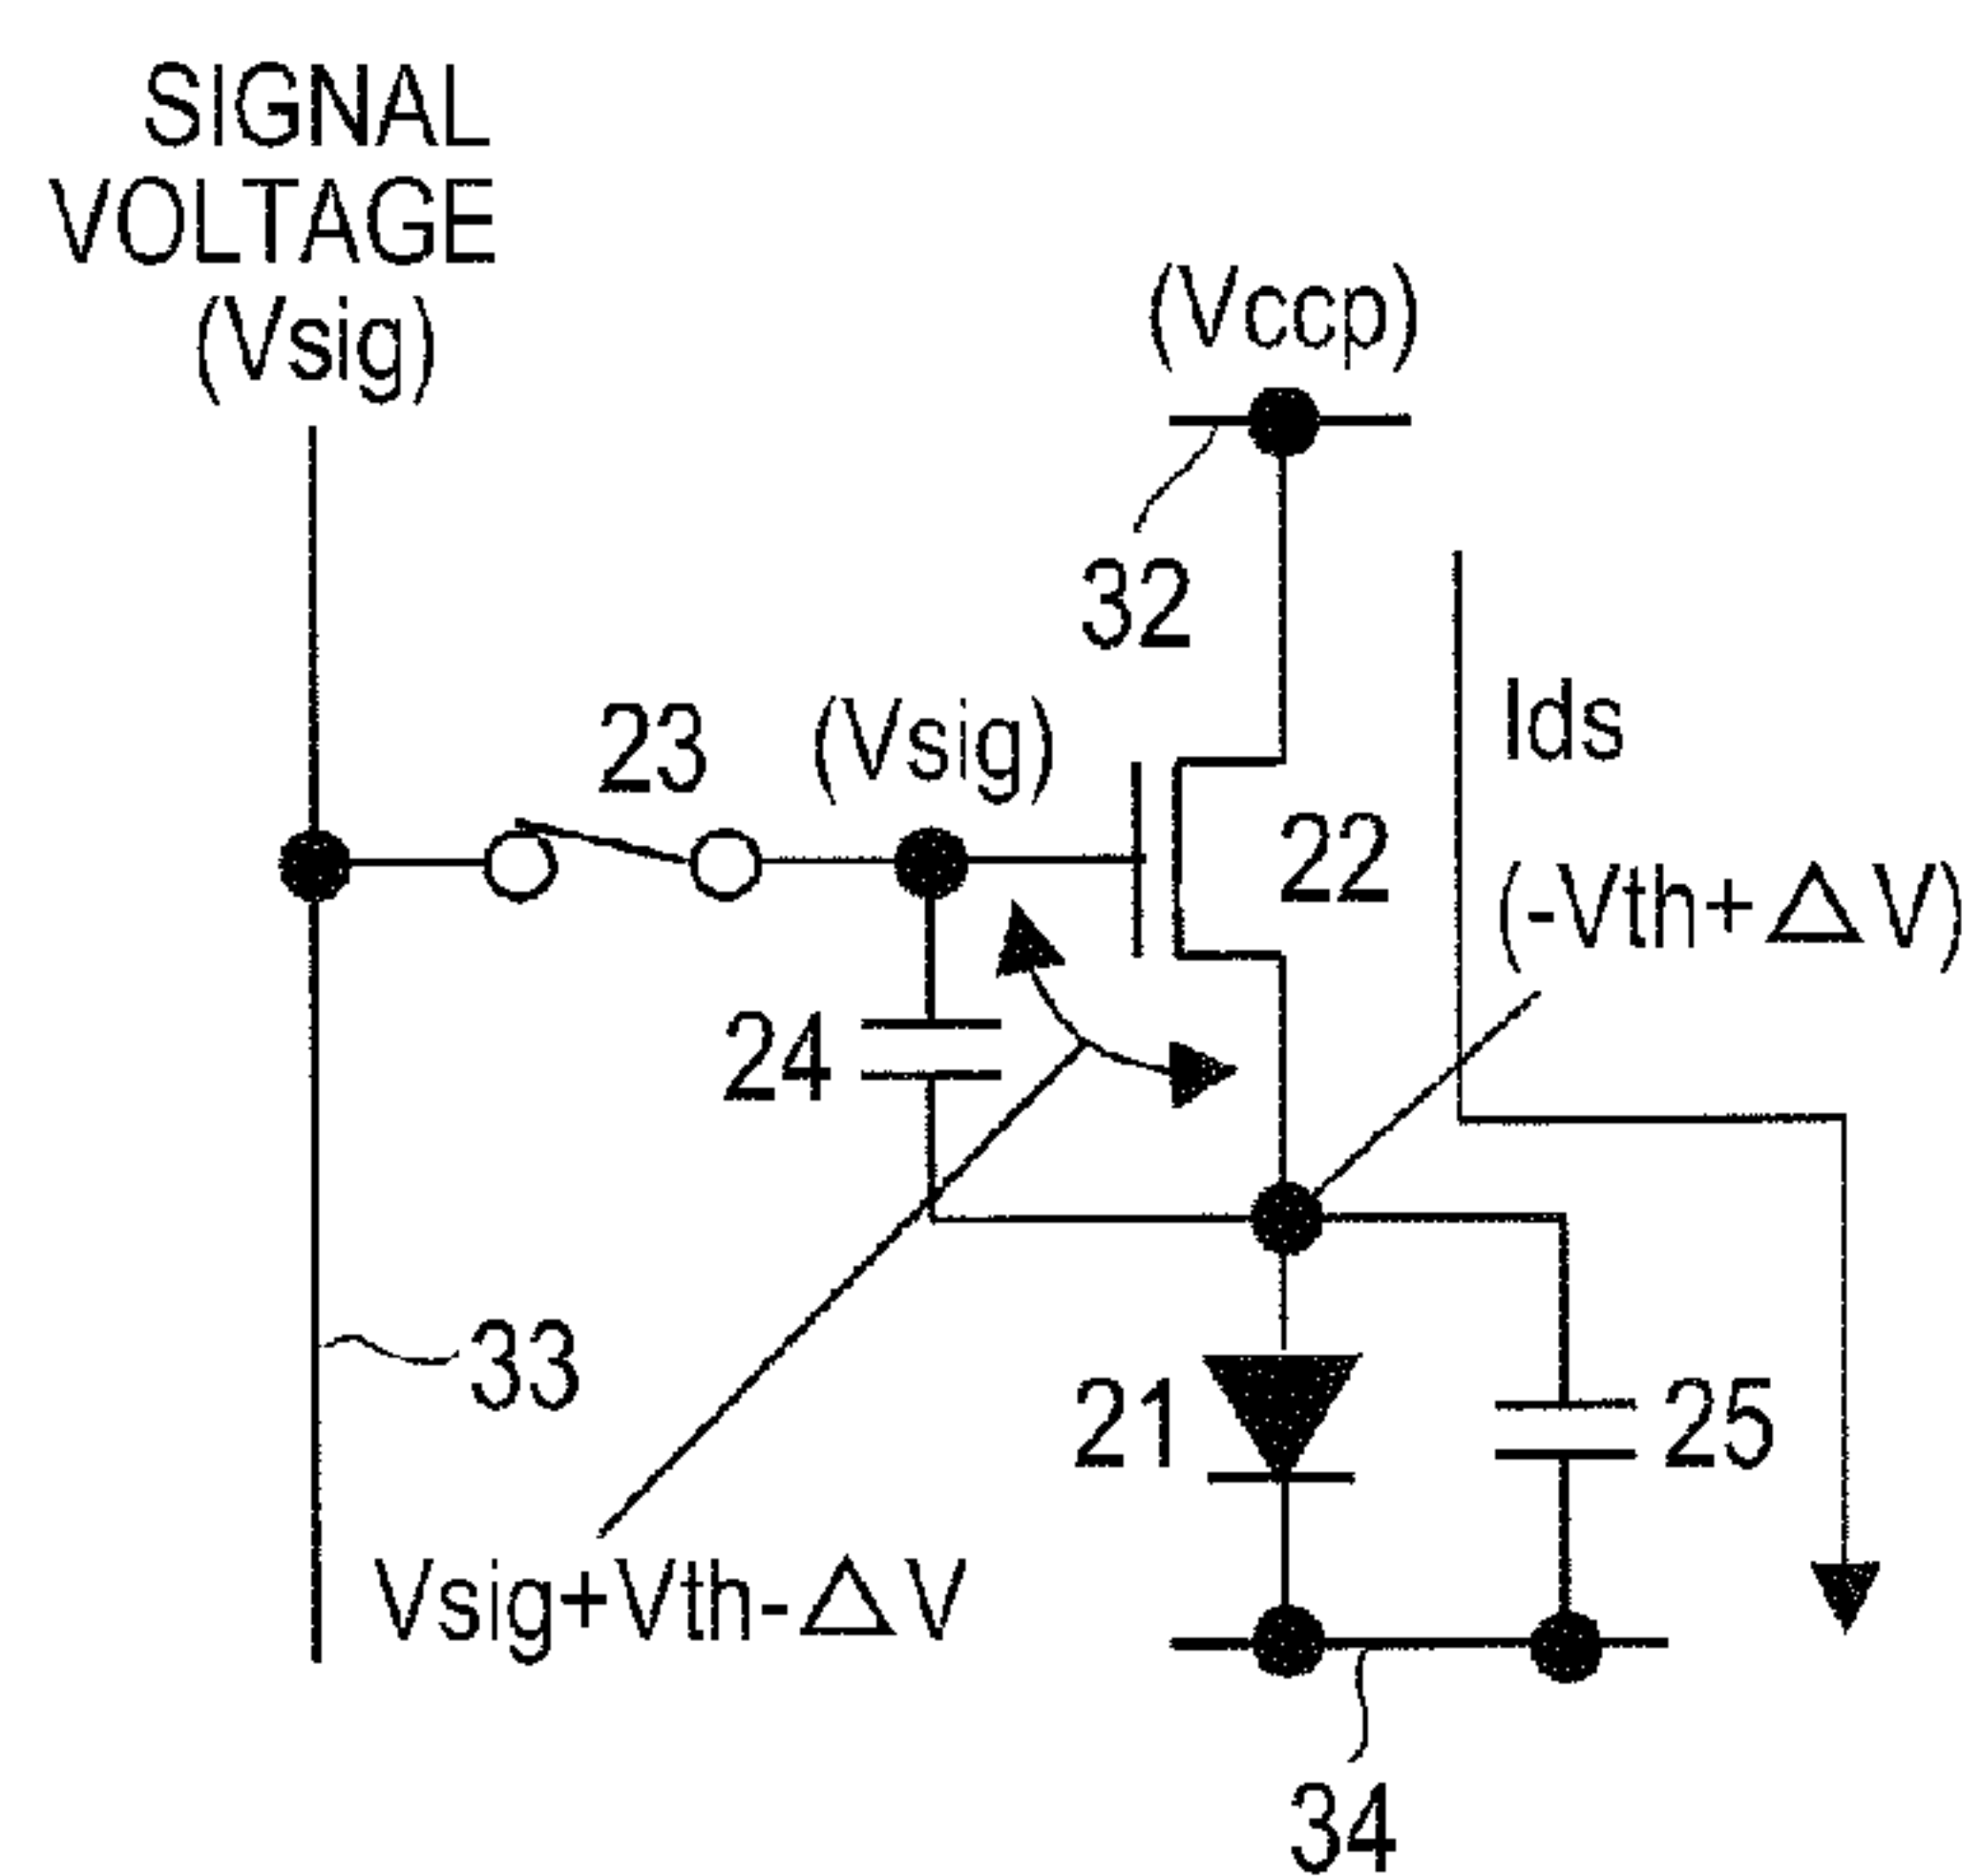 SIGNAL
VOLTAGE
(Vsig)
(Vccp)
32
Ids
23
(Vsig)
22
(-Vth+△V)
24
33
21
25
Vsig+Vth-△V
34